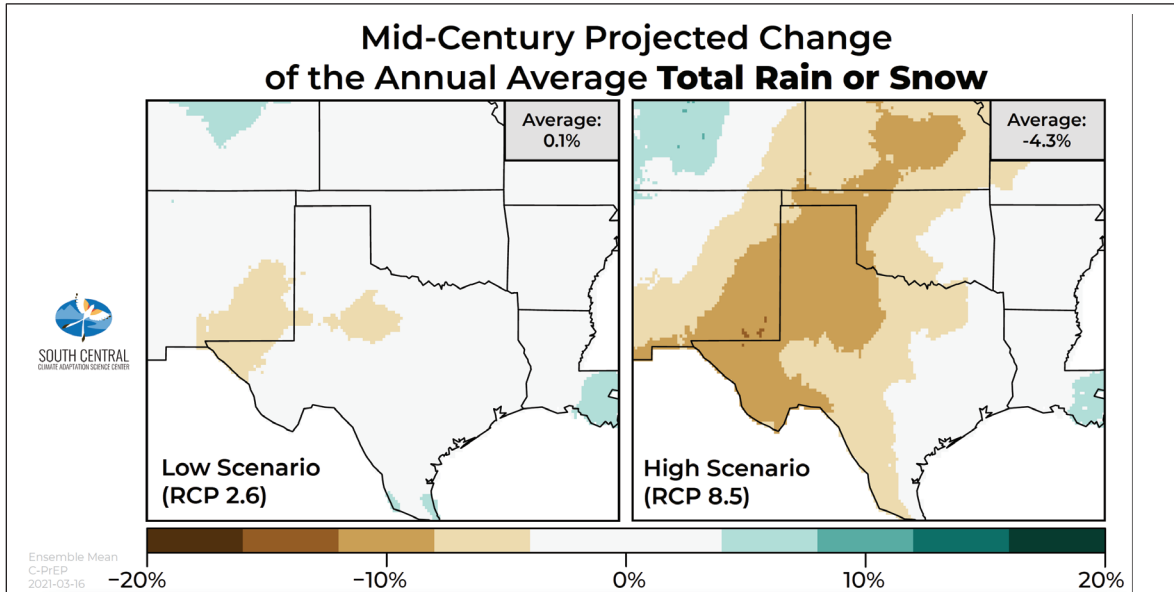 Mid-Century Projected Change
of the Annual Average Total Rain or Snow
Average:
0.1%
Average:
-4.3%
SOUTH CENTRAL
CLIMATE ADAPTATION SCIENCE CENTER
Low Scenario
(RCP 2.6)
High Scenario
(RCP 8.5)
Ensemble Mean
C-PrEP
2021-03-16
−20%
−10%
0%
10%
20%